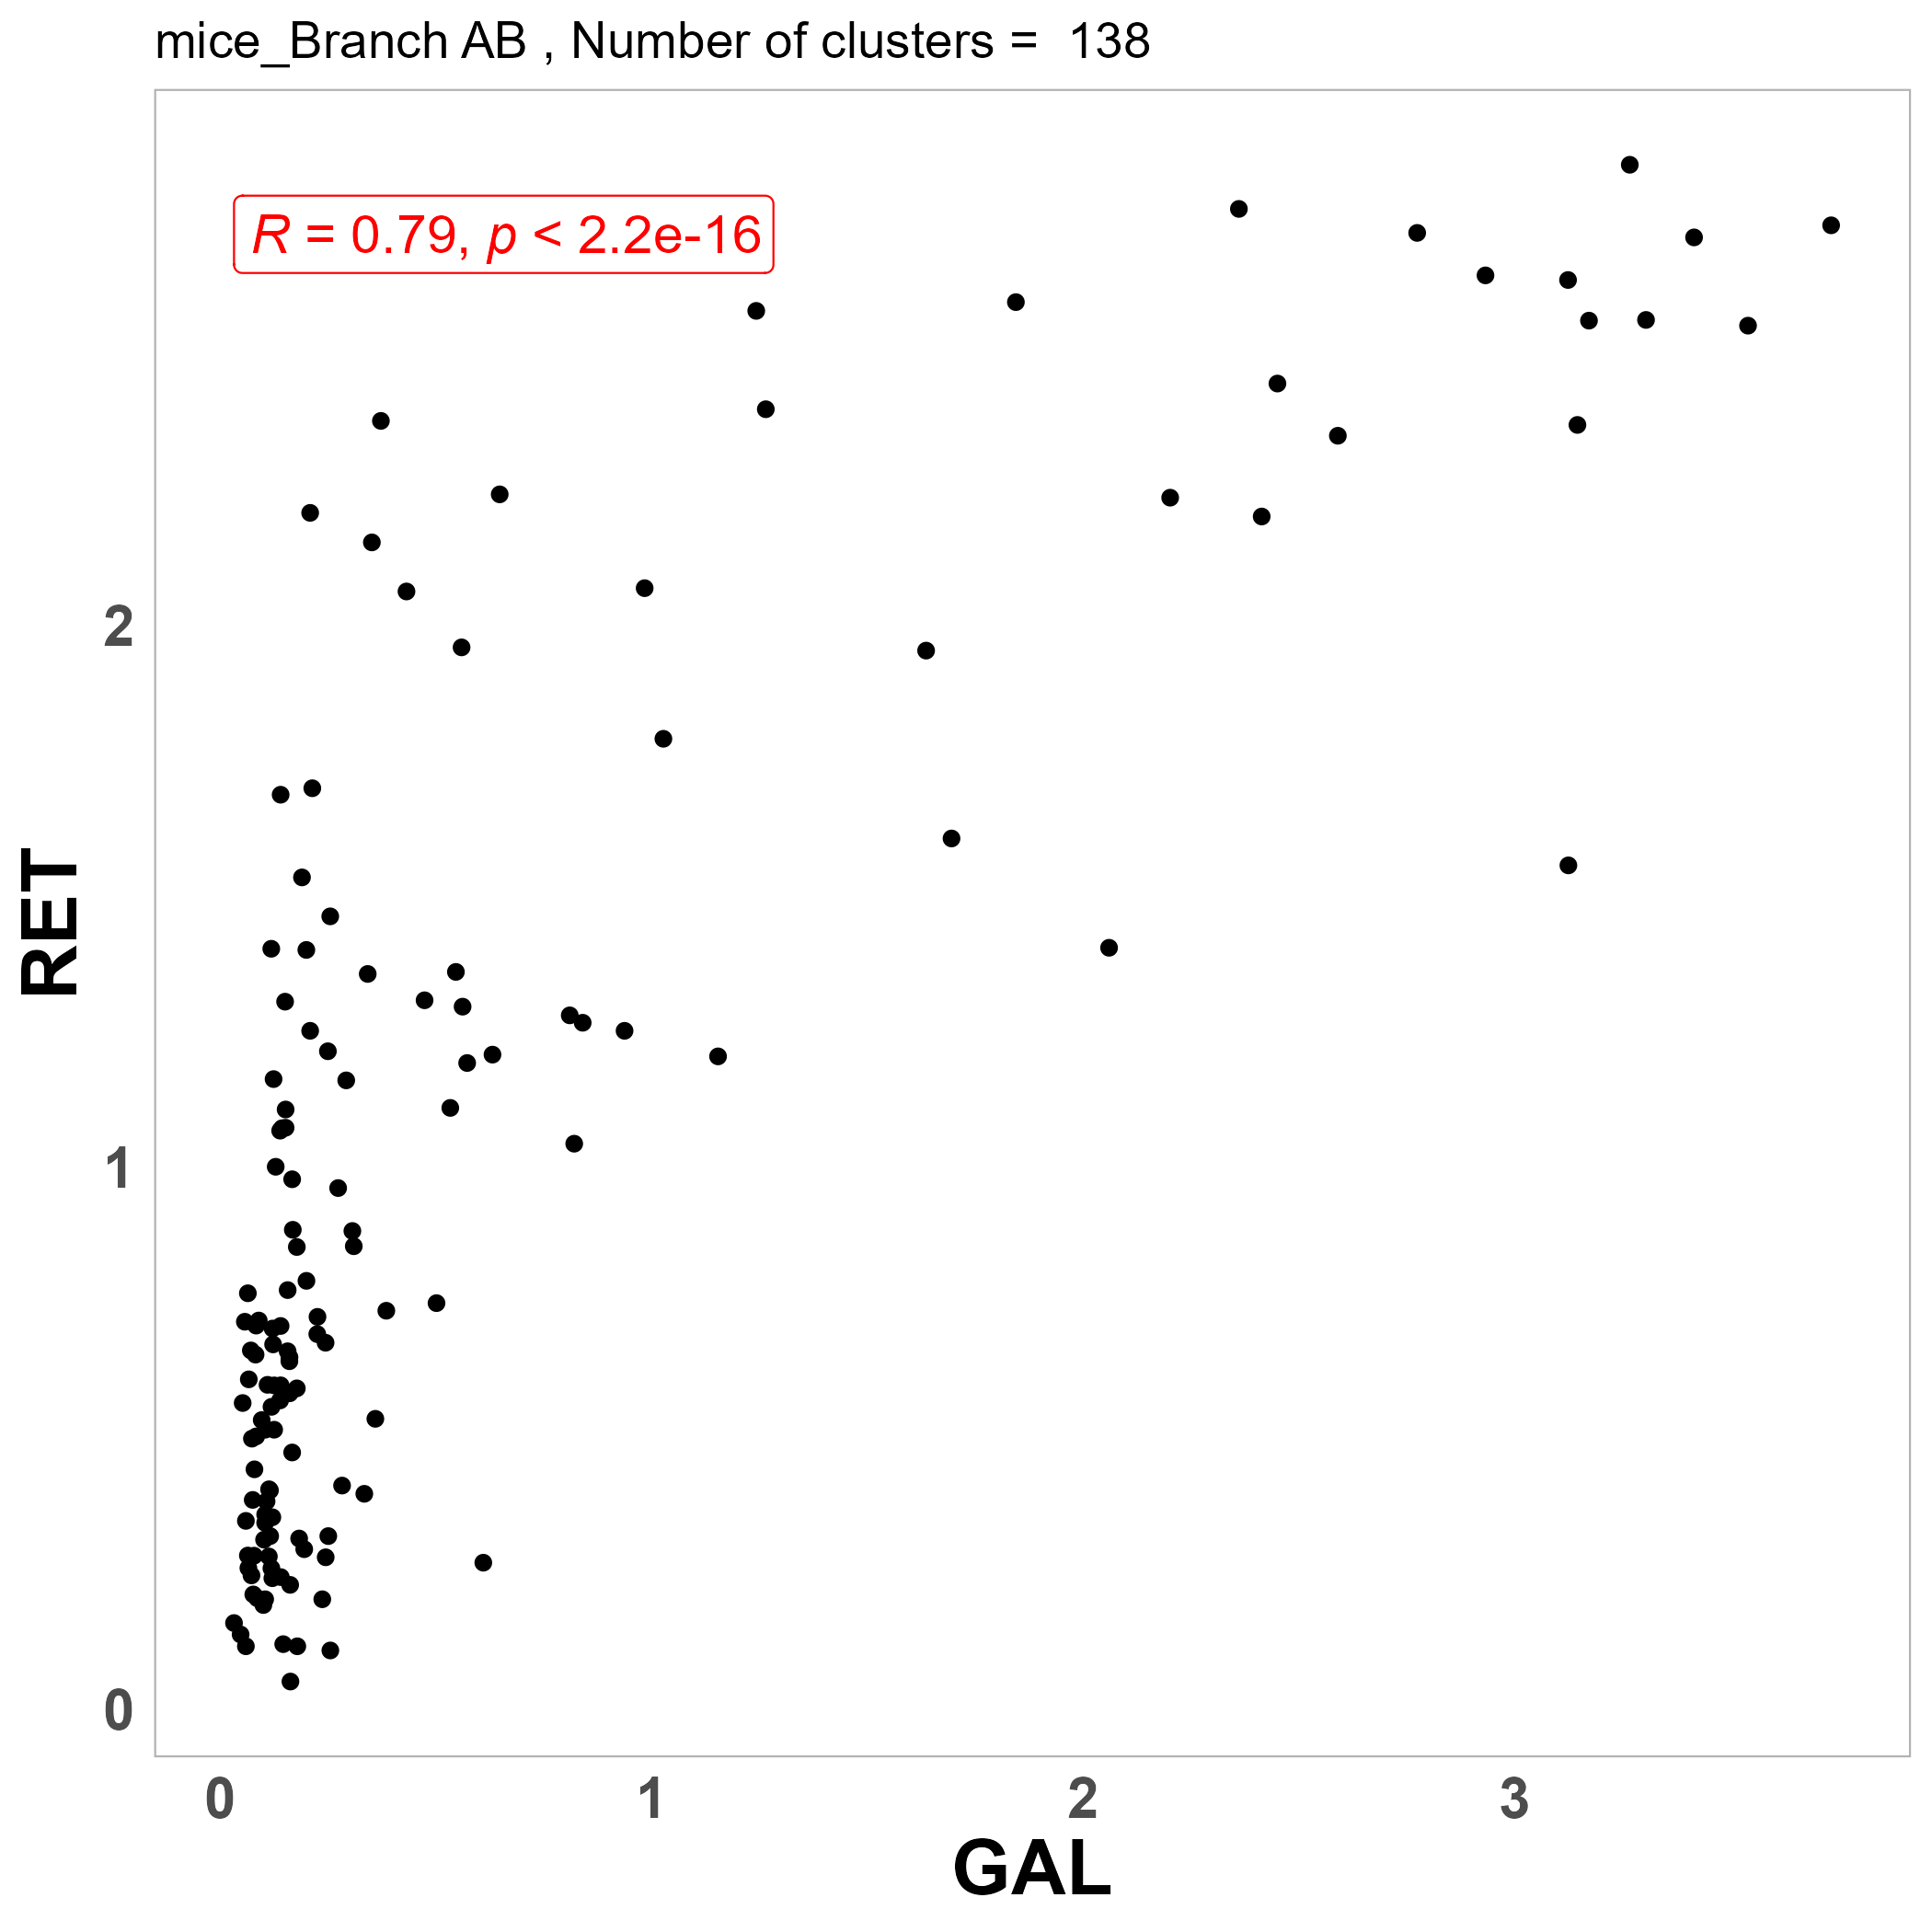 mice_Branch AB , Number of clusters =  138
R = 0.79, p < 2.2e-16
2
1
0
RET
0 1 2 3
GAL